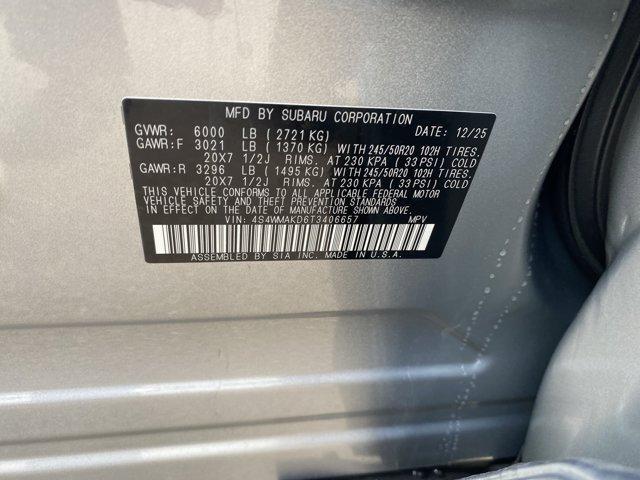 MFD BY SUBARU CORPORATION
GVWR: 6000 LB ( 2721 KG) DATE: 12/25
GAWR:F 3021 LB ( 1370 KG) WITH 245/50R20 102H TIRES.
20X7 1/2J RIMS. AT 230 KPA ( 33 PSI) COLD
GAWR:R 3296 LB ( 1495 KG) WITH 245/50R20 102H TIRES.
20X7 1/2J RIMS. AT 230 KPA ( 33 PSI) COLD
THIS VEHICLE CONFORMS TO ALL APPLICABLE FEDERAL MOTOR
VEHICLE SAFETY AND THEFT PREVENTION STANDARDS
IN EFFECT ON THE DATE OF MANUFACTURE SHOWN ABOVE.
VIN: 4S4WMAKD6T3406657 MPV
ASSEMBLED BY SIA INC. MADE IN U.S.A.